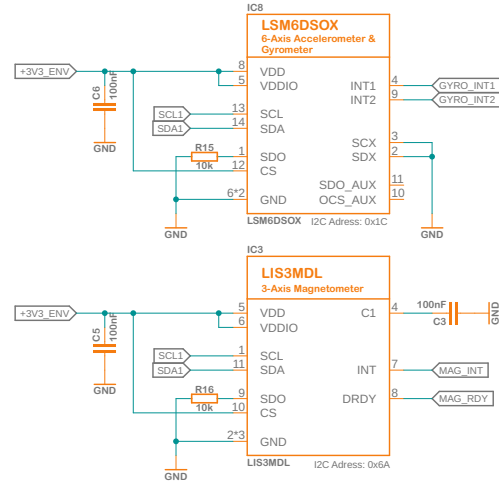 IC8
LSM6DSOX
6-Axis Accelerometer &
Gyrometer
+3V3_ENV
C6
100nF
GND
8 VDD
5 VDDIO
INT1 4 GYRO_INT1
INT2 9 GYRO_INT2
SCL1 13 SCL
SDA1 14 SDA
R15
10k
1 SDO
12 CS
SCX 3
SDX 2
SDO_AUX 11
OCS_AUX 10
6*2 GND
GND
GND
LSM6DSOX I2C Adress: 0x1C
IC3
LIS3MDL
3-Axis Magnetometer
+3V3_ENV
C5
100nF
GND
5 VDD
6 VDDIO
C1 4
100nF
C3
GND
SCL1 1 SCL
SDA1 11 SDA
INT 7 MAG_INT
R16
10k
9 SDO
10 CS
DRDY 8 MAG_RDY
2*3 GND
GND
LIS3MDL I2C Adress: 0x6A